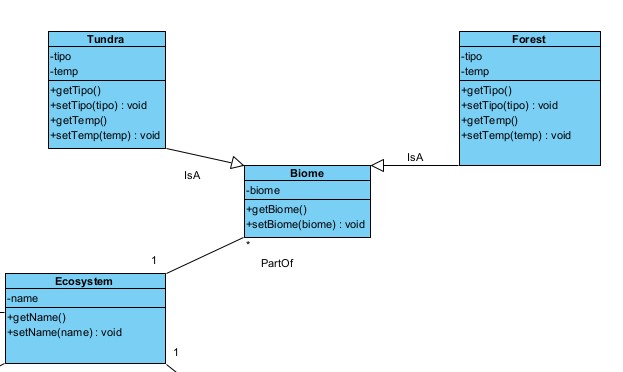 Tundra
-tipo
-temp
+getTipo()
+setTipo(tipo) : void
+getTemp()
+setTemp(temp) : void
Forest
-tipo
-temp
+getTipo()
+setTipo(tipo) : void
+getTemp()
+setTemp(temp) : void
IsA
IsA
Biome
-biome
+getBiome()
+setBiome(biome) : void
*
1
PartOf
Ecosystem
-name
+getName()
+setName(name) : void
1